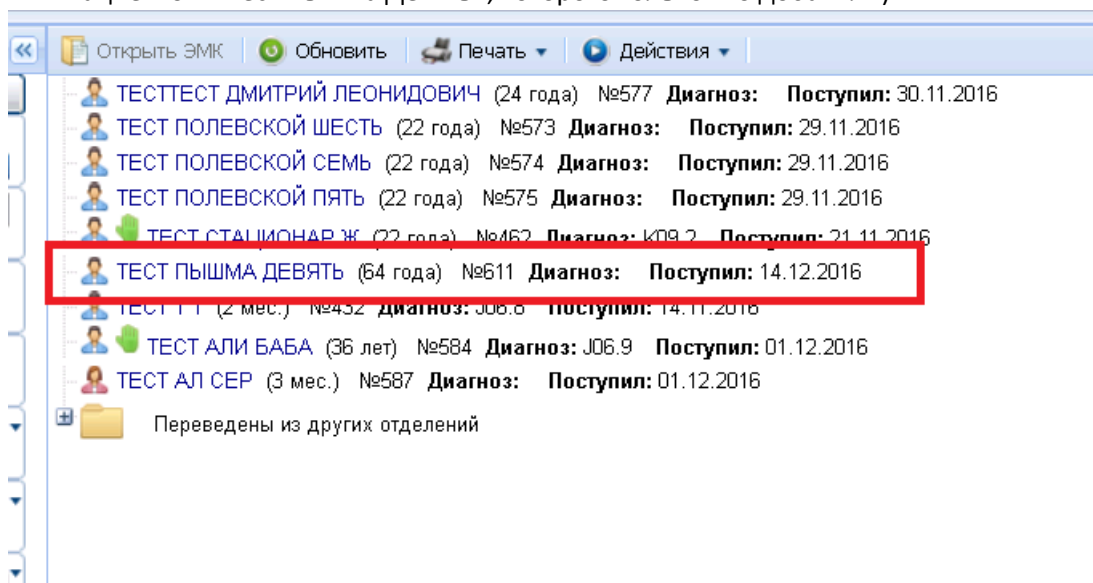 Открыть ЭМК Обновить Печать Действия
ТЕСТТЕСТ ДМИТРИЙ ЛЕОНИДОВИЧ (24 года) №577 Диагноз: Поступил: 30.11.2016
ТЕСТ ПОЛЕВСКОЙ ШЕСТЬ (22 года) №573 Диагноз: Поступил: 29.11.2016
ТЕСТ ПОЛЕВСКОЙ СЕМЬ (22 года) №574 Диагноз: Поступил: 29.11.2016
ТЕСТ ПОЛЕВСКОЙ ПЯТЬ (22 года) №575 Диагноз: Поступил: 29.11.2016
ТЕСТ СТАЦИОНАР Ж (22 года) №462 Диагноз: K09.2 Поступил: 21.11.2016
ТЕСТ ПЫШМА ДЕВЯТЬ (64 года) №611 Диагноз: Поступил: 14.12.2016
ТЕСТ Т Т (2 мес.) №432 Диагноз: J06.8 Поступил: 14.11.2016
ТЕСТ АЛИ БАБА (36 лет) №584 Диагноз: J06.9 Поступил: 01.12.2016
ТЕСТ АЛ СЕР (3 мес.) №587 Диагноз: Поступил: 01.12.2016
Переведены из других отделений